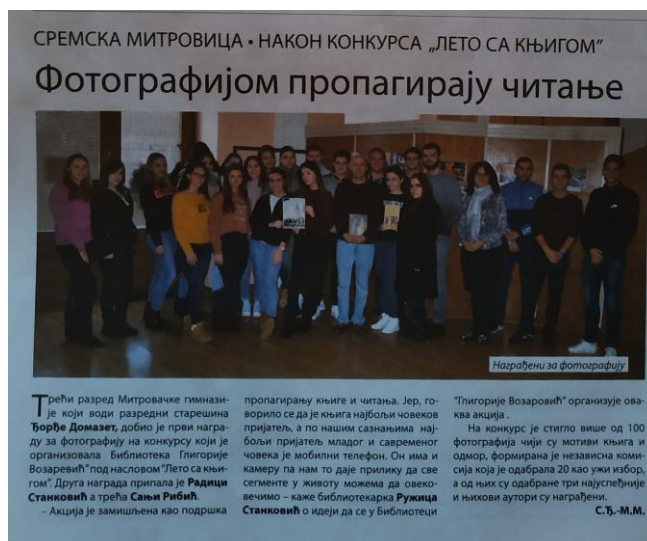 СРЕМСКА МИТРОВИЦА • НАКОН КОНКУРСА „ЛЕТО СА КЊИГОМ”
Фотографијом пропагирају читање
Награђени за фотографију
Трећи разред Митровачке гимнази-
је који води разредни старешина
Ђорђе Домазет, добио је први награ-
ду за фотографију на конкурсу који је
организовала Библиотека Глигорије
Возаревић" под насловом "Лето са књи-
гом". Друга награда припала је Радици
Станковић а трећа Сањи Рибић.
- Акција је замишљена као подршка
пропагирању књиге и читања. Јер, го-
ворило се да је књига најбољи човеков
пријатељ, а по нашим сазнањима нај-
бољи пријатељ младог и савременог
човека је мобилни телефон. Он има и
камеру па нам то даје прилику да све
сегменте у животу можемо да овеко-
вечимо – каже библиотекарка Ружица
Станковић о идеји да се у Библиотеци
"Глигорије Возаровић" организује ова-
ква акција .
На конкурс је стигло више од 100
фотографија чији су мотиви књига и
одмор, формирана је независна коми-
сија која је одабрала 20 као ужи избор,
а од њих су одабране три најуспејније
и њихови аутори су награђени.
С.Ђ.-М.М.